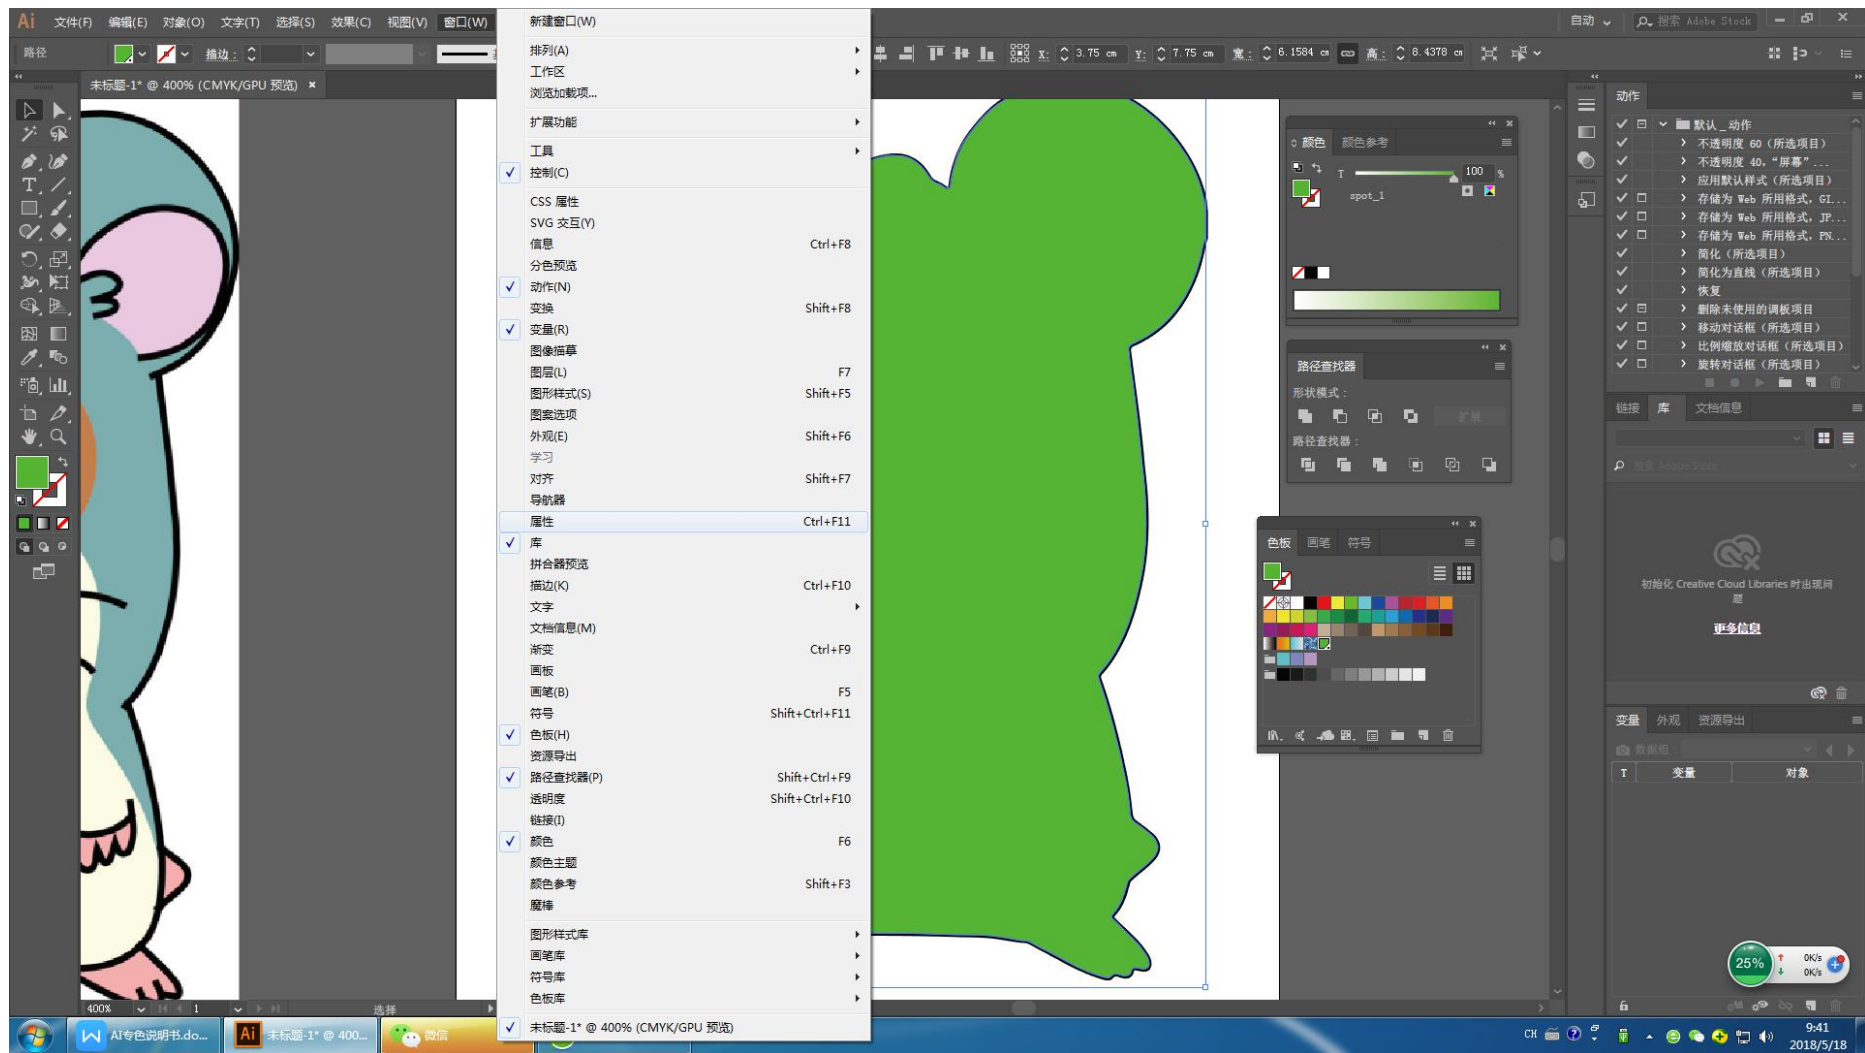 Ai 文件(F) 编辑(E) 对象(O) 文字(T) 选择(S) 效果(C) 视图(V) 窗口(W) 自动 搜索 Adobe Stock
路径 描边: X: 3.75 cm Y: 7.75 cm 宽: 6.1584 cm 高: 8.4378 cm
未标题-1* @ 400% (CMYK/GPU 预览) ×
新建窗口(W)
排列(A)
工作区
浏览加载项...
扩展功能
工具
控制(C)
CSS 属性
SVG 交互(Y)
信息 Ctrl+F8
分色预览
动作(N)
变换 Shift+F8
变量(R)
图像描摹
图层(L) F7
图形样式(S) Shift+F5
图案选项
外观(E) Shift+F6
学习
对齐 Shift+F7
导航器
属性 Ctrl+F11
库
拼合器预览
描边(K) Ctrl+F10
文字
文档信息(M)
渐变 Ctrl+F9
画板
画笔(B) F5
符号 Shift+Ctrl+F11
色板(H)
资源导出
路径查找器(P) Shift+Ctrl+F9
透明度 Shift+Ctrl+F10
链接(I)
颜色 F6
颜色主题
颜色参考 Shift+F3
魔棒
图形样式库
画笔库
符号库
色板库
未标题-1* @ 400% (CMYK/GPU 预览)
颜色 颜色参考
T 100 %
spot_1
路径查找器
形状模式:
扩展
路径查找器:
色板 画笔 符号
动作
默认_动作
不透明度 60（所选项目）
不透明度 40，“屏幕”...
应用默认样式（所选项目）
存储为 Web 所用格式，GI...
存储为 Web 所用格式，JP...
存储为 Web 所用格式，PN...
简化（所选项目）
简化为直线（所选项目）
恢复
删除未使用的调板项目
移动对话框（所选项目）
比例缩放对话框（所选项目）
旋转对话框（所选项目）
链接 库 文档信息
搜索 Adobe Stock
初始化 Creative Cloud Libraries 时出现问
题
更多信息
变量 外观 资源导出
数据组:
T 变量 对象
25% 0K/s
0K/s
400% 1 选择
AI专色说明书.do... Ai 未标题-1* @ 400... 微信
CH 9:41
2018/5/18